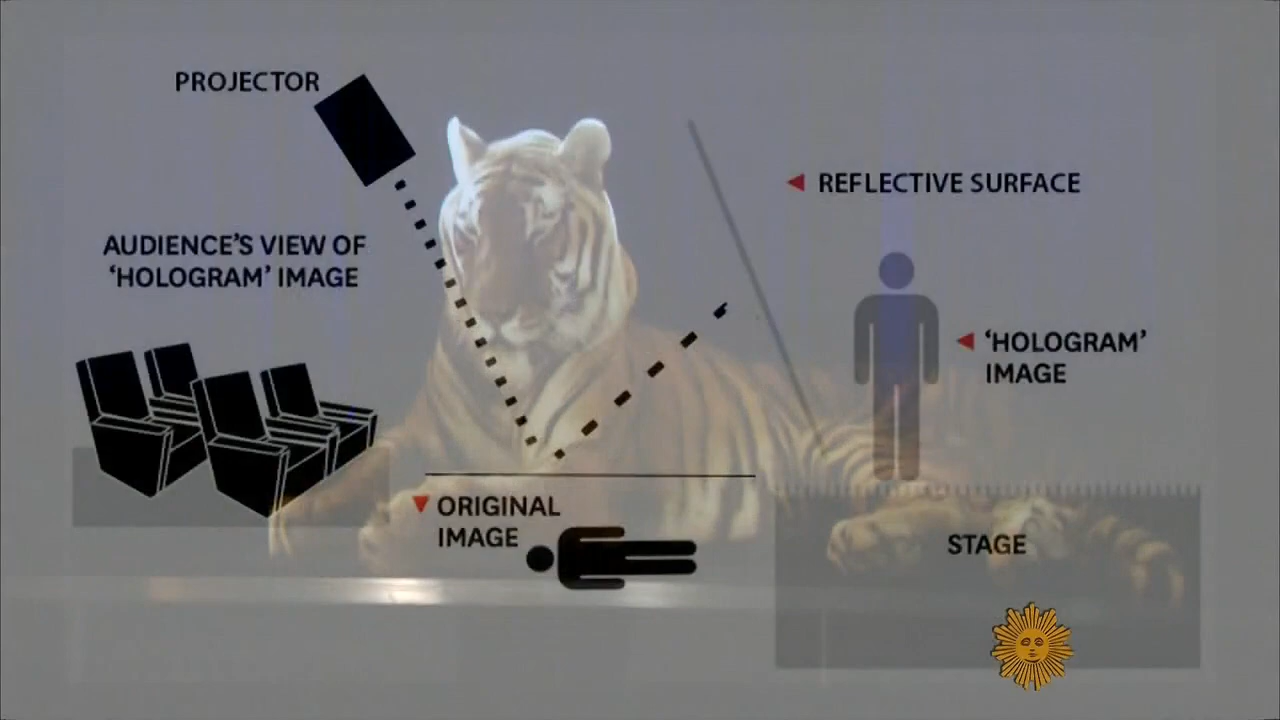 PROJECTOR
REFLECTIVE SURFACE
AUDIENCE’S VIEW OF
‘HOLOGRAM’ IMAGE
‘HOLOGRAM’
IMAGE
ORIGINAL
IMAGE
STAGE